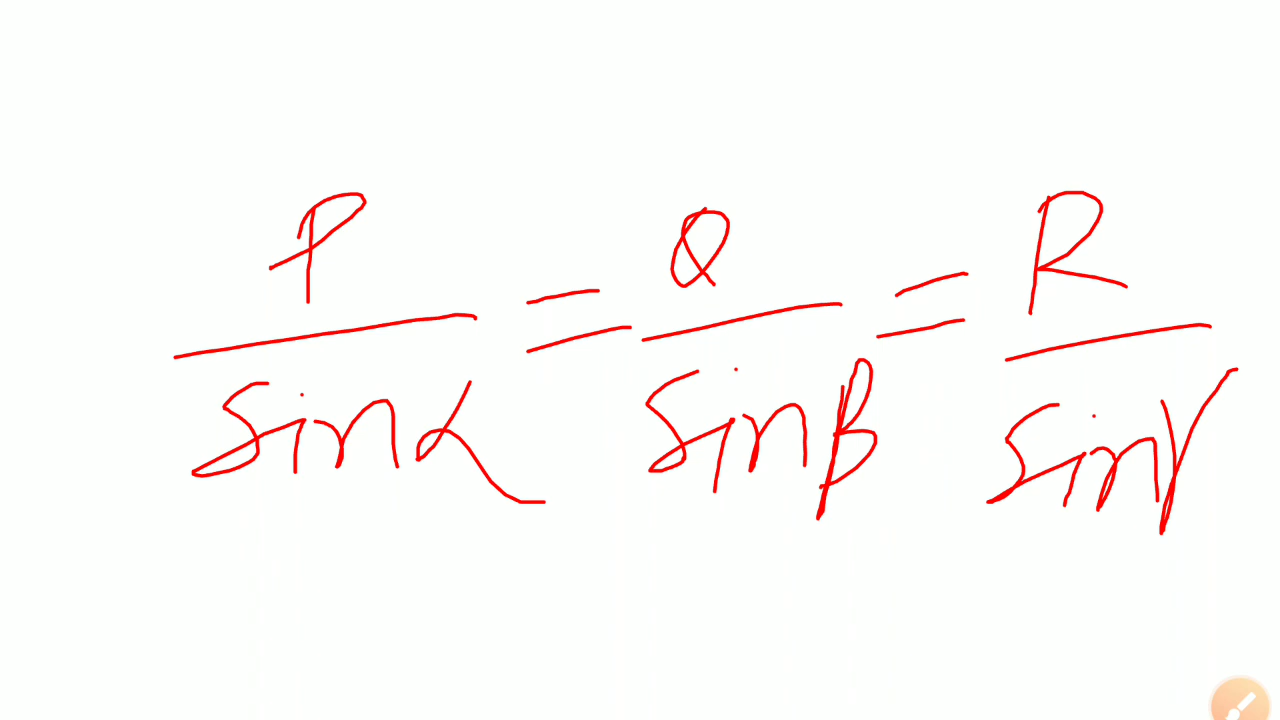 P/sinα = Q/sinβ = R/sinγ